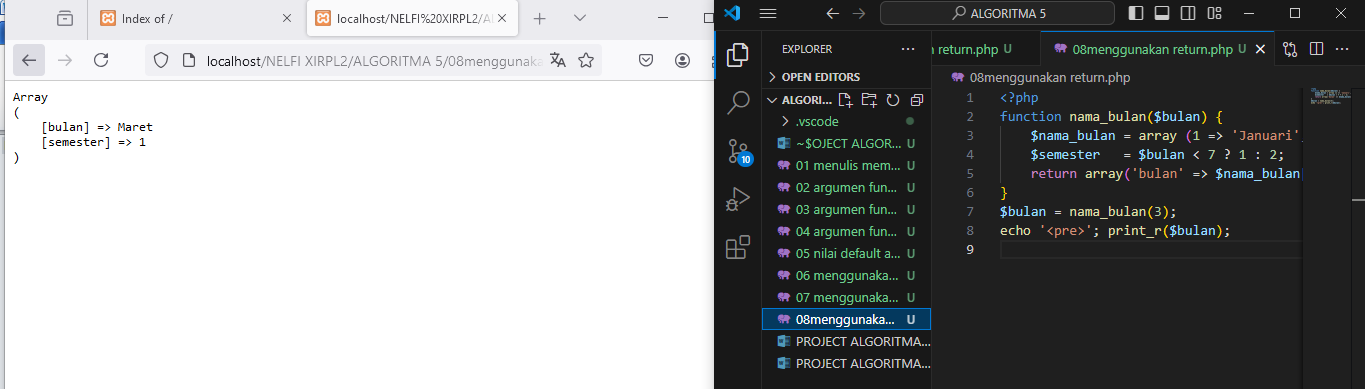 Index of /
localhost/NELFI%20XIRPL2/AL
localhost/NELFI XIRPL2/ALGORITMA 5/08menggunaka
Array
(
[bulan] => Maret
[semester] => 1
)
ALGORITMA 5
EXPLORER
OPEN EDITORS
ALGORI...
.vscode
~$OJECT ALGOR... U
01 menulis mem... U
02 argumen fun... U
03 argumen fun... U
04 argumen fun... U
05 nilai default a... U
06 menggunaka... U
07 menggunaka... U
08menggunaka... U
PROJECT ALGORITMA...
PROJECT ALGORITMA...
10
n return.php U
08menggunakan return.php U
08menggunakan return.php
1 <?php
2 function nama_bulan($bulan) {
3 $nama_bulan = array (1 => 'Januari'
4 $semester = $bulan < 7 ? 1 : 2;
5 return array('bulan' => $nama_bulan[
6 }
7 $bulan = nama_bulan(3);
8 echo '<pre>'; print_r($bulan);
9